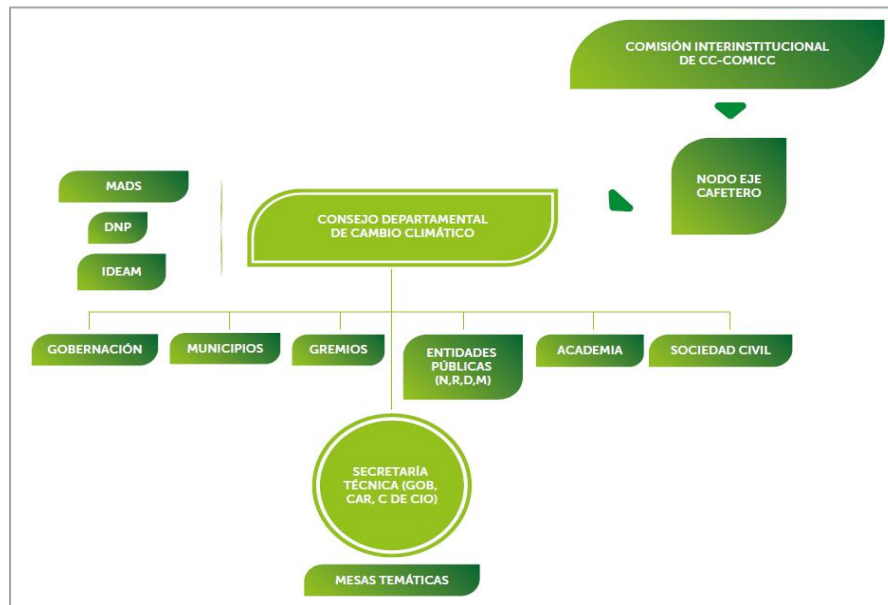 COMISIÓN INTERINSTITUCIONAL
DE CC-COMICC
NODO EJE
CAFETERO
MADS
DNP
IDEAM
CONSEJO DEPARTAMENTAL
DE CAMBIO CLIMÁTICO
GOBERNACIÓN
MUNICIPIOS
GREMIOS
ENTIDADES
PÚBLICAS
(N,R,D,M)
ACADEMIA
SOCIEDAD CIVIL
SECRETARÍA
TÉCNICA (GOB,
CAR, C DE CIO)
MESAS TEMÁTICAS